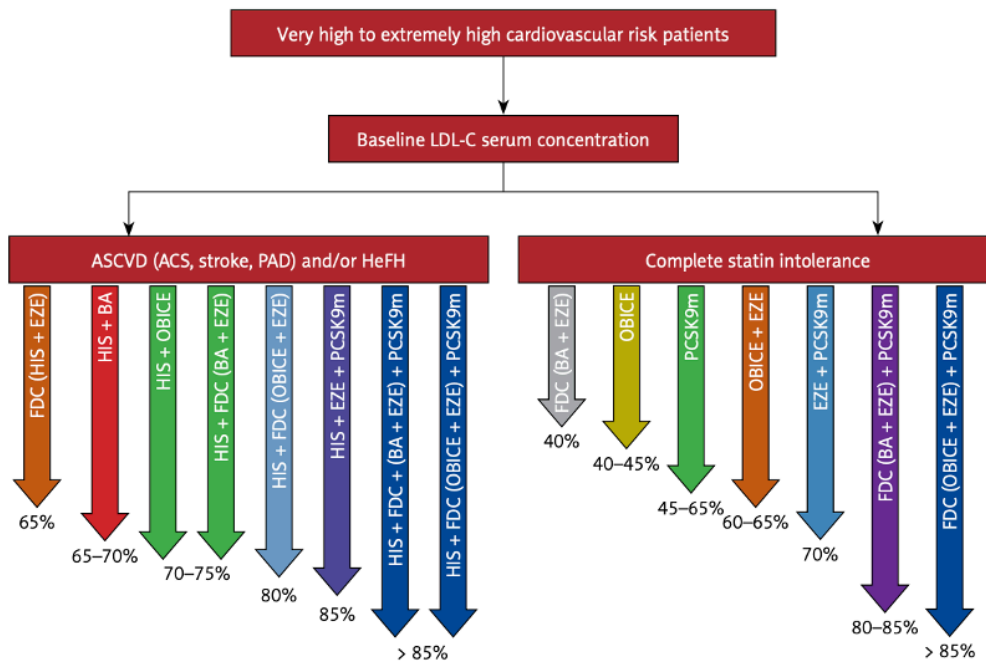 Very high to extremely high cardiovascular risk patients
Baseline LDL-C serum concentration
ASCVD (ACS, stroke, PAD) and/or HeFH
FDC (HIS + EZE)
65%
HIS + BA
65–70%
HIS + OBICE
HIS + FDC (BA + EZE)
70–75%
HIS + FDC (OBICE + EZE)
80%
HIS + EZE + PCSK9m
85%
HIS + FDC + (BA + EZE) + PCSK9m
HIS + FDC (OBICE + EZE) + PCSK9m
> 85%
Complete statin intolerance
FDC (BA + EZE)
40%
OBICE
40–45%
PCSK9m
45–65%
OBICE + EZE
60–65%
EZE + PCSK9m
70%
FDC (BA + EZE) + PCSK9m
80–85%
FDC (OBICE + EZE) + PCSK9m
> 85%